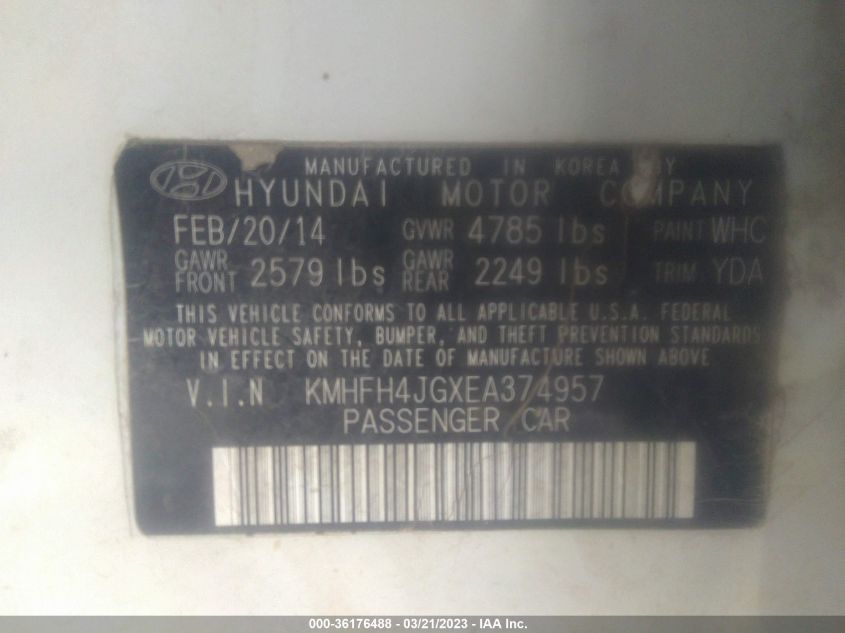 MANUFACTURED IN KOREA BY
HYUNDAI MOTOR COMPANY
FEB/20/14 GVWR 4785 lbs PAINT WHC
GAWR FRONT 2579 lbs GAWR REAR 2249 lbs TRIM YDA
THIS VEHICLE CONFORMS TO ALL APPLICABLE U.S.A. FEDERAL
MOTOR VEHICLE SAFETY, BUMPER, AND THEFT PREVENTION STANDARDS
IN EFFECT ON THE DATE OF MANUFACTURE SHOWN ABOVE
V.I.N KMHFH4JGXEA374957
PASSENGER CAR
000-36176488 - 03/21/2023 - IAA Inc.